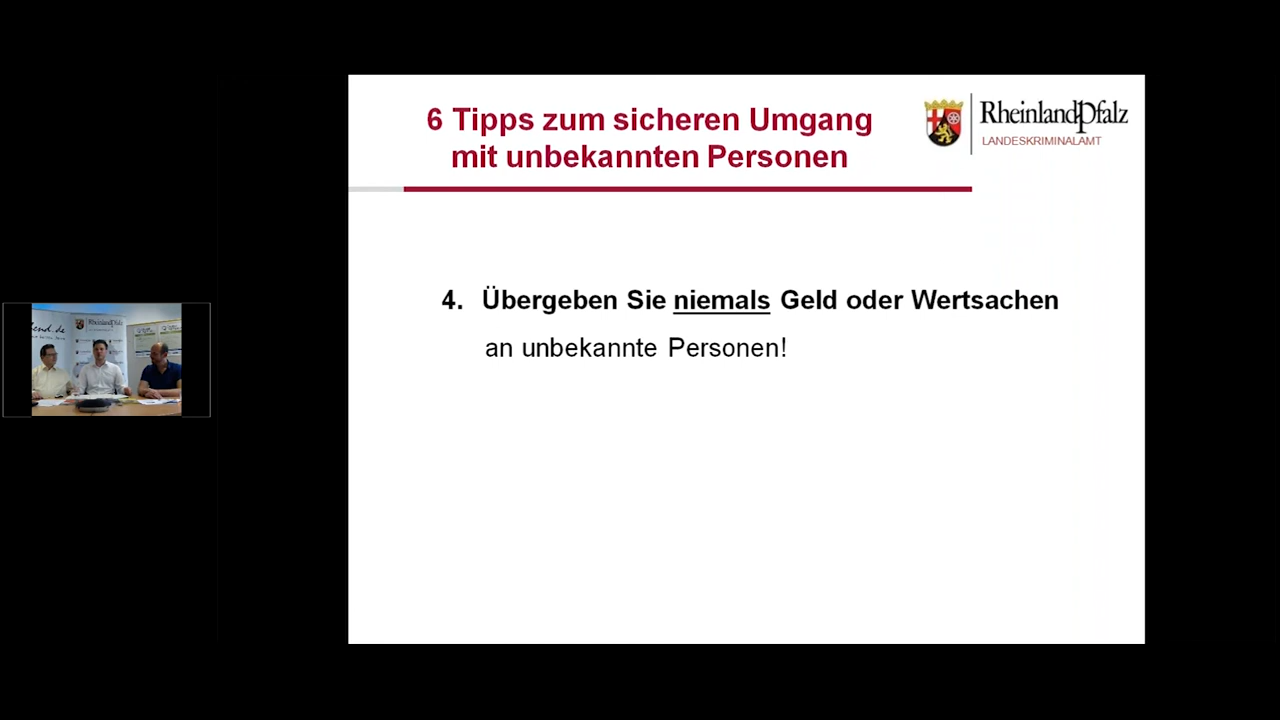 6 Tipps zum sicheren Umgang
mit unbekannten Personen
RheinlandPfalz
LANDESKRIMINALAMT
4. Übergeben Sie niemals Geld oder Wertsachen
an unbekannte Personen!
RheinlandPfalz